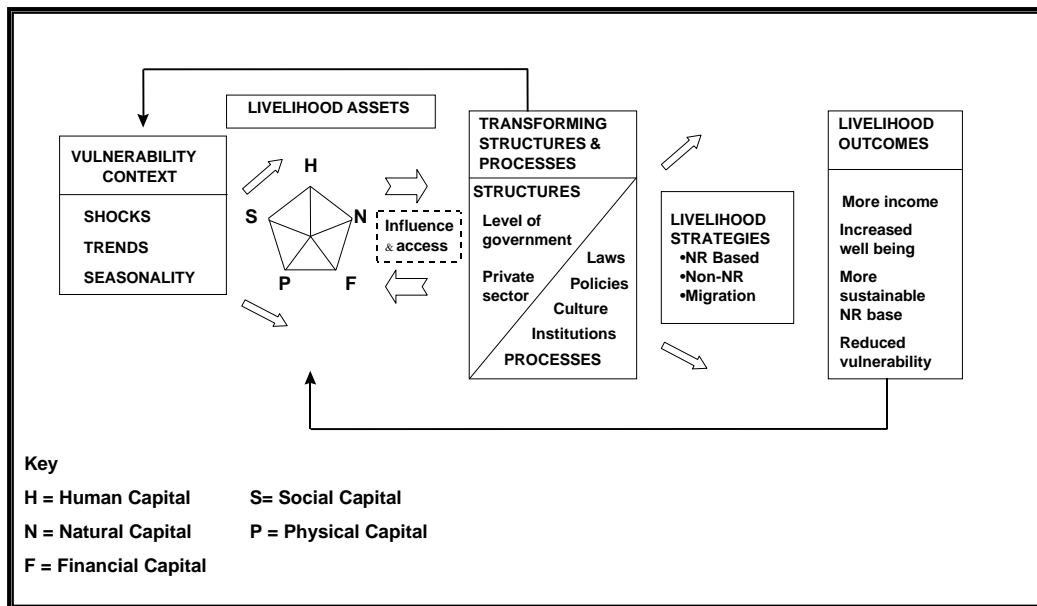 LIVELIHOOD ASSETS
VULNERABILITY
CONTEXT
SHOCKS
TRENDS
SEASONALITY
H
S
N
P
F
Influence
& access
TRANSFORMING
STRUCTURES &
PROCESSES
STRUCTURES
Level of
government
Private
sector
Laws
Policies
Culture
Institutions
PROCESSES
LIVELIHOOD
STRATEGIES
•NR Based
•Non-NR
•Migration
LIVELIHOOD
OUTCOMES
More income
Increased
well being
More
sustainable
NR base
Reduced
vulnerability
Key
H = Human Capital
S= Social Capital
N = Natural Capital
P = Physical Capital
F = Financial Capital